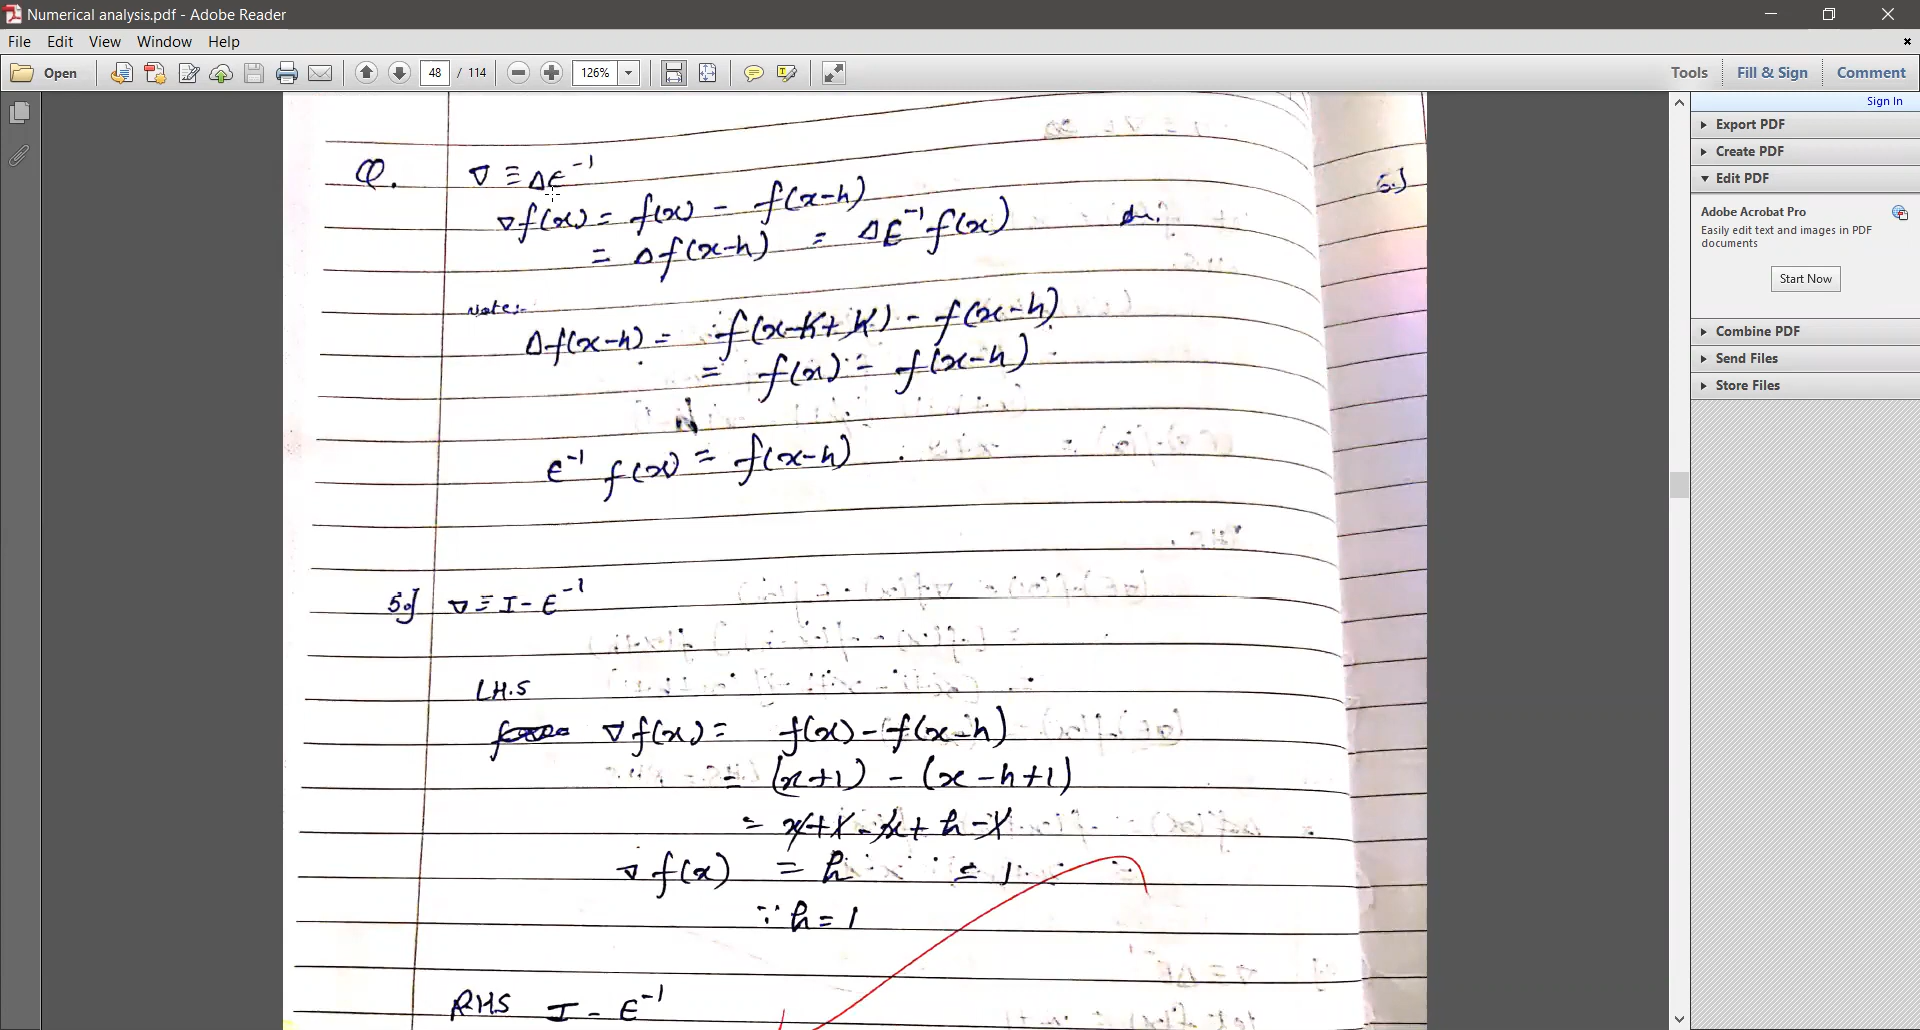 Numerical analysis.pdf - Adobe Reader
File Edit View Window Help
Open 48 / 114 126% Tools Fill & Sign Comment
Sign In
Export PDF
Create PDF
Edit PDF
Adobe Acrobat Pro
Easily edit text and images in PDF
documents
Start Now
Combine PDF
Send Files
Store Files
Q. ∇ ≡ ΔE⁻¹
∇f(x) = f(x) - f(x-h)
= Δf(x-h) = ΔE⁻¹f(x)
Note:-
Δf(x-h) = f(x-h+h) - f(x-h)
= f(x) - f(x-h)
E⁻¹ f(x) = f(x-h)
5.] ∇ ≡ I - E⁻¹
LH.S
∇f(x) = f(x) - f(x-h)
= (x+1) - (x-h+1)
= x+1-x+h-1
∇f(x) = h = 1
∵ h = 1
RHS I - E⁻¹
6.]